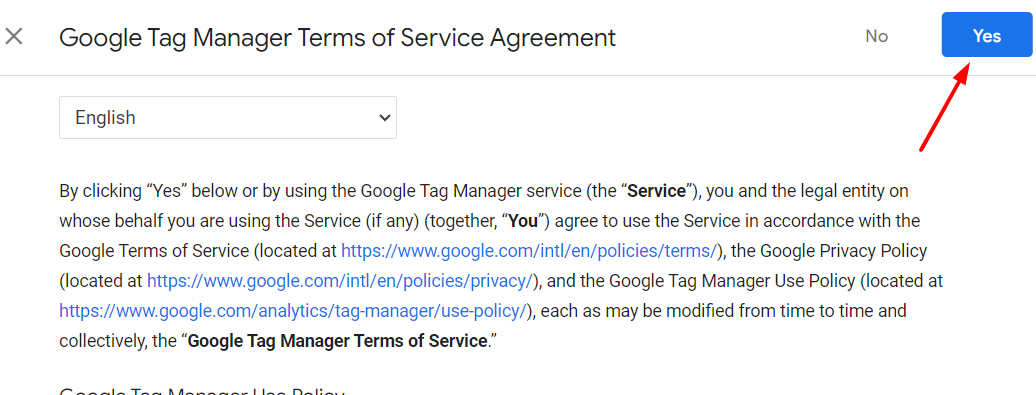 Google Tag Manager Terms of Service Agreement
No
Yes
English
By clicking “Yes” below or by using the Google Tag Manager service (the “Service”), you and the legal entity on
whose behalf you are using the Service (if any) (together, “You”) agree to use the Service in accordance with the
Google Terms of Service (located at https://www.google.com/intl/en/policies/terms/), the Google Privacy Policy
(located at https://www.google.com/intl/en/policies/privacy/), and the Google Tag Manager Use Policy (located at
https://www.google.com/analytics/tag-manager/use-policy/), each as may be modified from time to time and
collectively, the “Google Tag Manager Terms of Service.”
Google Tag Manager Use Policy